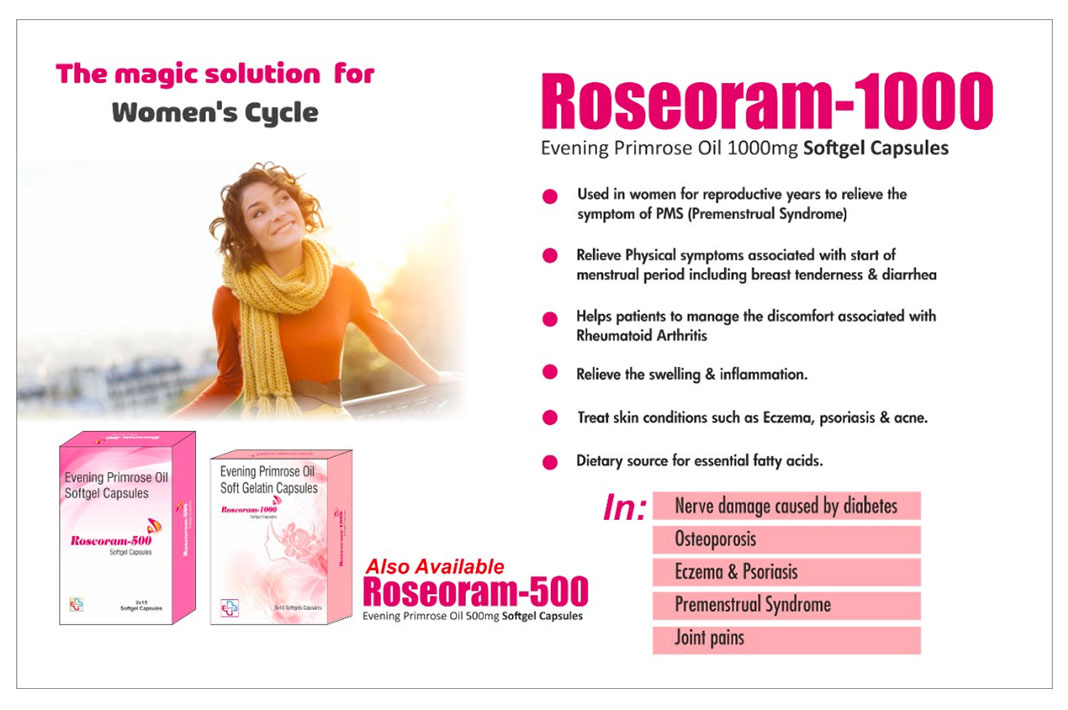 The magic solution for
Women's Cycle
Roseoram-1000
Evening Primrose Oil 1000mg Softgel Capsules
Used in women for reproductive years to relieve the
symptom of PMS (Premenstrual Syndrome)
Relieve Physical symptoms associated with start of
menstrual period including breast tenderness & diarrhea
Helps patients to manage the discomfort associated with
Rheumatoid Arthritis
Relieve the swelling & inflammation.
Treat skin conditions such as Eczema, psoriasis & acne.
Dietary source for essential fatty acids.
In:
Nerve damage caused by diabetes
Osteoporosis
Eczema & Psoriasis
Premenstrual Syndrome
Joint pains
Evening Primrose Oil
Softgel Capsules
Roseoram-500
Softgel Capsules
Softgel Capsules
Roseoram-500
Evening Primrose Oil
Soft Gelatin Capsules
Roseoram-1000
Softgel Capsules
Roseoram-1000
Also Available
Roseoram-500
Evening Primrose Oil 500mg Softgel Capsules